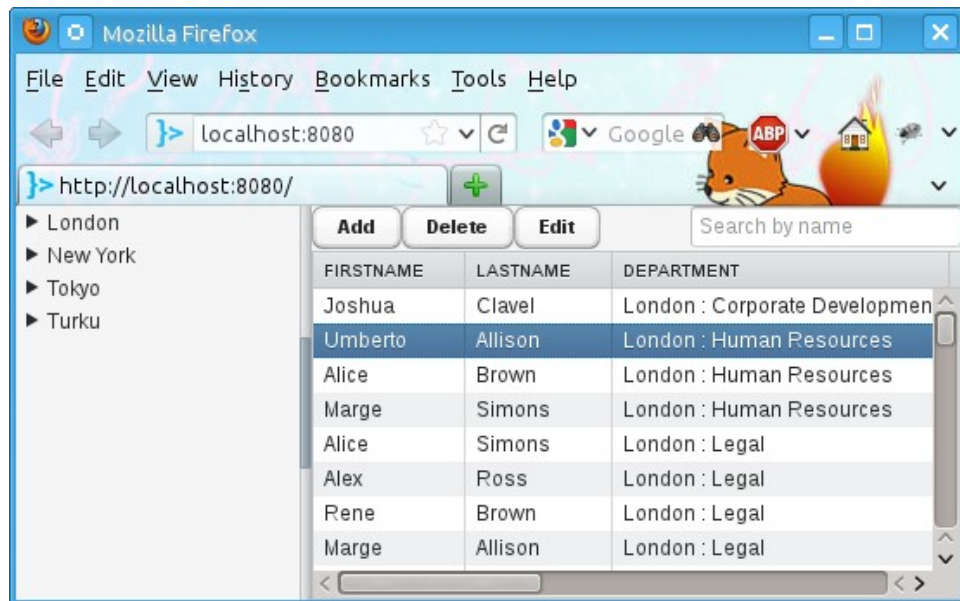 Mozilla Firefox
File Edit View History Bookmarks Tools Help
localhost:8080 Google ABP
http://localhost:8080/
London
New York
Tokyo
Turku
Add Delete Edit Search by name
FIRSTNAME LASTNAME DEPARTMENT
Joshua Clavel London : Corporate Developmen
Umberto Allison London : Human Resources
Alice Brown London : Human Resources
Marge Simons London : Human Resources
Alice Simons London : Legal
Alex Ross London : Legal
Rene Brown London : Legal
Marge Allison London : Legal